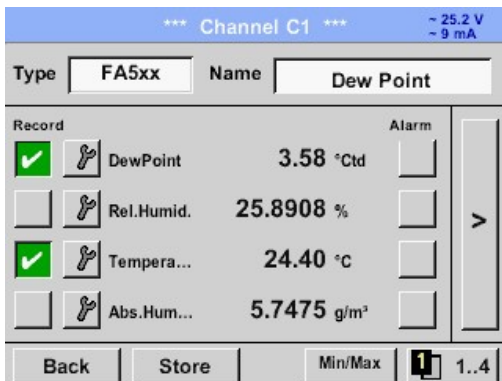 *** Channel C1 ***
~ 25.2 V
~ 9 mA
Type FA5xx Name Dew Point
Record Alarm
DewPoint 3.58 °Ctd
Rel.Humid. 25.8908 %
>
Tempera... 24.40 °C
Abs.Hum... 5.7475 g/m³
Back Store Min/Max 1 1..4